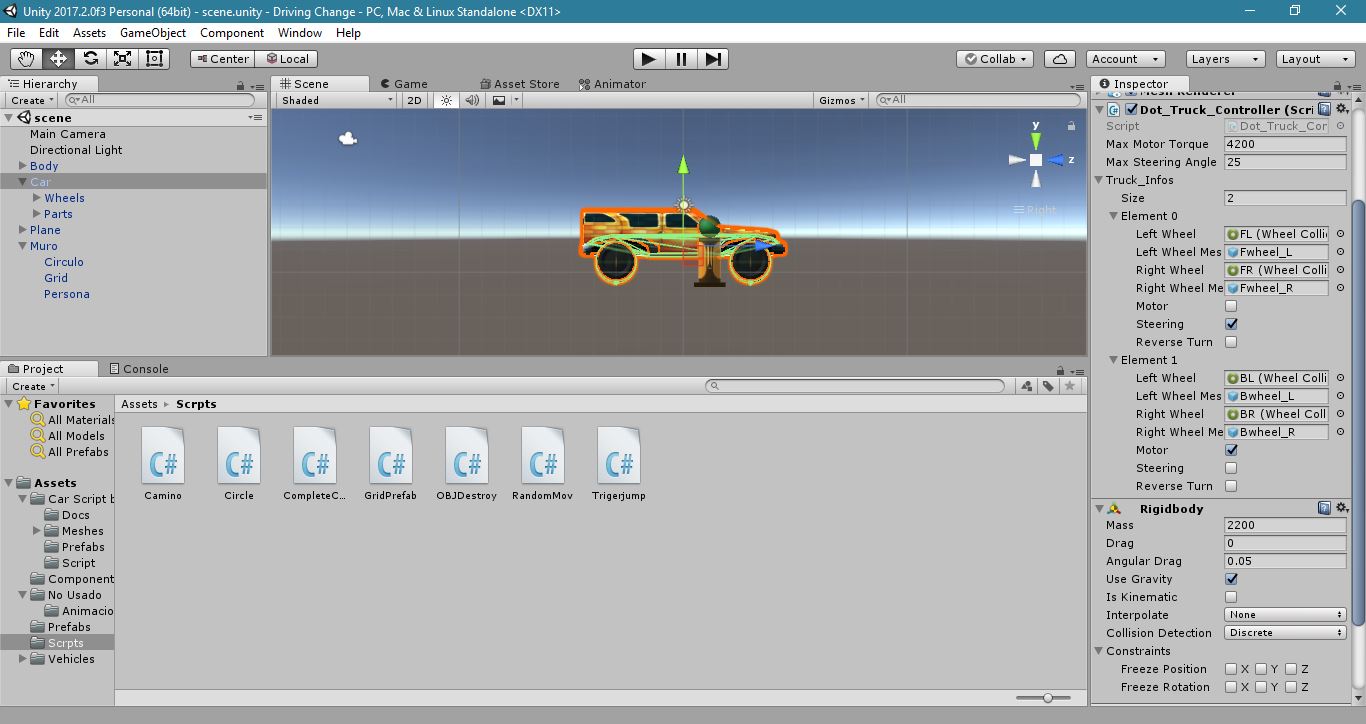 Unity 2017.2.0f3 Personal (64bit) - scene.unity - Driving Change - PC, Mac & Linux Standalone <DX11>
File Edit Assets GameObject Component Window Help
Center Local Collab Account Layers Layout
Hierarchy
Create All
scene
Main Camera
Directional Light
Body
Car
Wheels
Parts
Plane
Muro
Circulo
Grid
Persona
Scene Game Asset Store Animator
Shaded 2D Gizmos All
y
z
Right
Inspector
Mesh Renderer
Dot_Truck_Controller (Scri
Script Dot_Truck_Cor
Max Motor Torque 4200
Max Steering Angle 25
Truck_Infos
Size 2
Element 0
Left Wheel FL (Wheel Colli
Left Wheel Mes Fwheel_L
Right Wheel FR (Wheel Colli
Right Wheel Me Fwheel_R
Motor
Steering
Reverse Turn
Element 1
Left Wheel BL (Wheel Colli
Left Wheel Mes Bwheel_L
Right Wheel BR (Wheel Coll
Right Wheel Me Bwheel_R
Motor
Steering
Reverse Turn
Rigidbody
Mass 2200
Drag 0
Angular Drag 0.05
Use Gravity
Is Kinematic
Interpolate None
Collision Detection Discrete
Constraints
Freeze Position X Y Z
Freeze Rotation X Y Z
Project Console
Create
Favorites
All Materials
All Models
All Prefabs
Assets
Car Script b
Docs
Meshes
Prefabs
Script
Component
No Usado
Animacio
Prefabs
Scrpts
Vehicles
Assets Scrpts
C# C# C# C# C# C# C#
Camino Circle CompleteC... GridPrefab OBJDestroy RandomMov Trigerjump